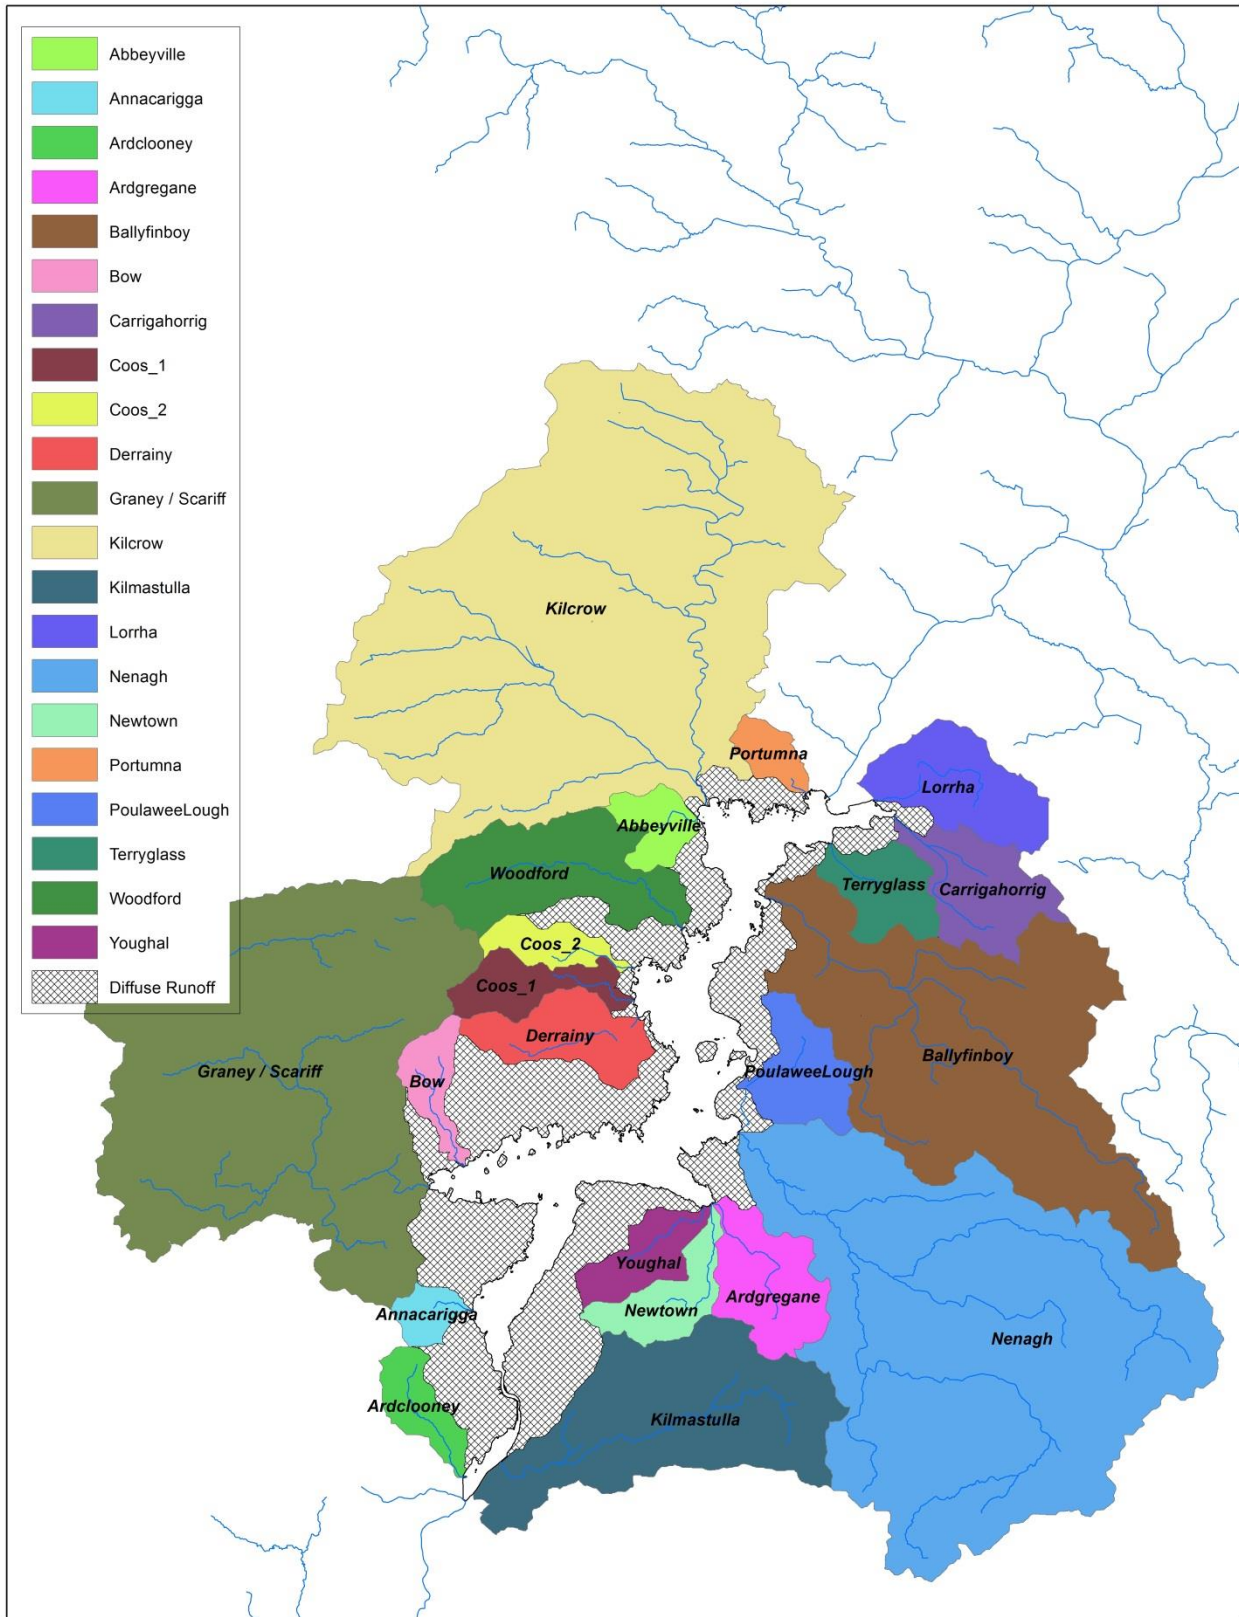 Abbeyville
Annacarigga
Ardclooney
Ardgregane
Ballyfinboy
Bow
Carrigahorrig
Coos_1
Coos_2
Derrainy
Graney / Scariff
Kilcrow
Kilmastulla
Lorrha
Nenagh
Newtown
Portumna
PoulaweeLough
Terryglass
Woodford
Youghal
Diffuse Runoff
Kilcrow
Portumna
Lorrha
Abbeyville
Woodford
Terryglass
Carrigahorrig
Coos_2
Coos_1
Derrainy
Ballyfinboy
Graney / Scariff
PoulaweeLough
Bow
Youghal
Ardgregane
Newtown
Annacarigga
Nenagh
Ardclooney
Kilmastulla